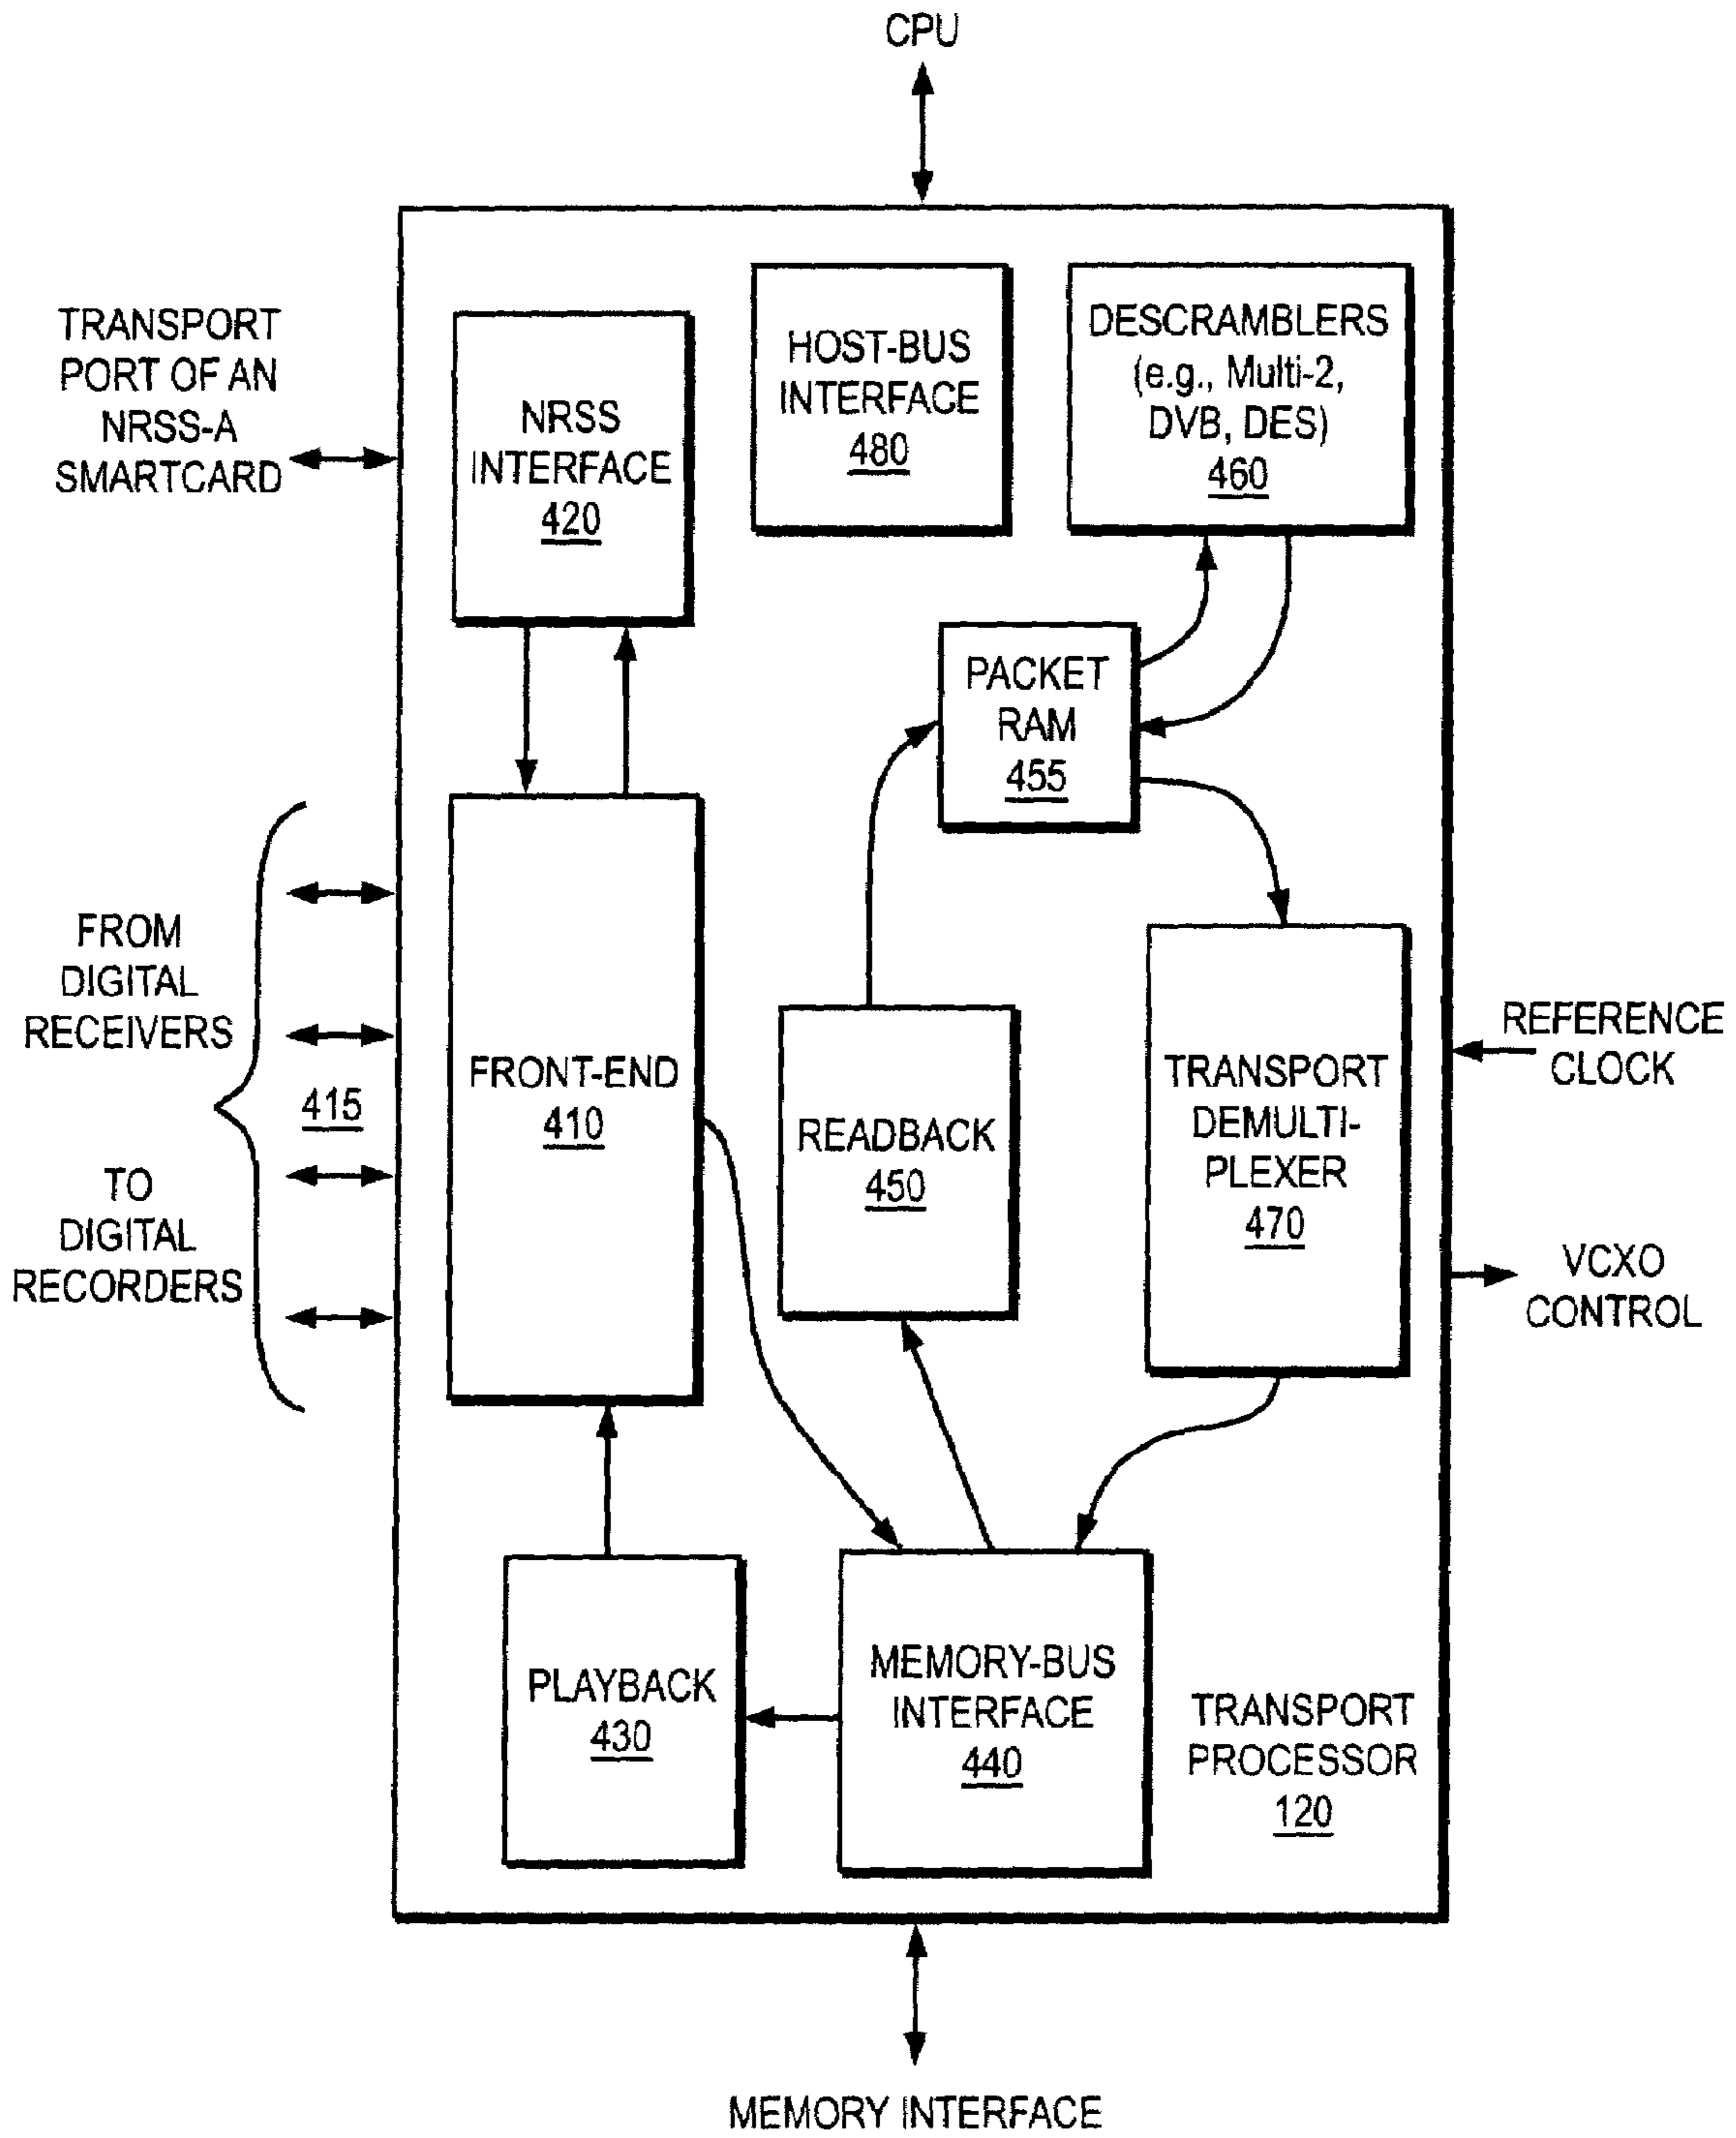 CPU
TRANSPORT
PORT OF AN
NRSS-A
SMARTCARD
NRSS
INTERFACE
420
HOST-BUS
INTERFACE
480
DESCRAMBLERS
(e.g., Multi-2,
DVB, DES)
460
PACKET
RAM
455
FROM
DIGITAL
RECEIVERS
415
TO
DIGITAL
RECORDERS
FRONT-END
410
READBACK
450
TRANSPORT
DEMULTI-
PLEXER
470
REFERENCE
CLOCK
VCXO
CONTROL
PLAYBACK
430
MEMORY-BUS
INTERFACE
440
TRANSPORT
PROCESSOR
120
MEMORY INTERFACE